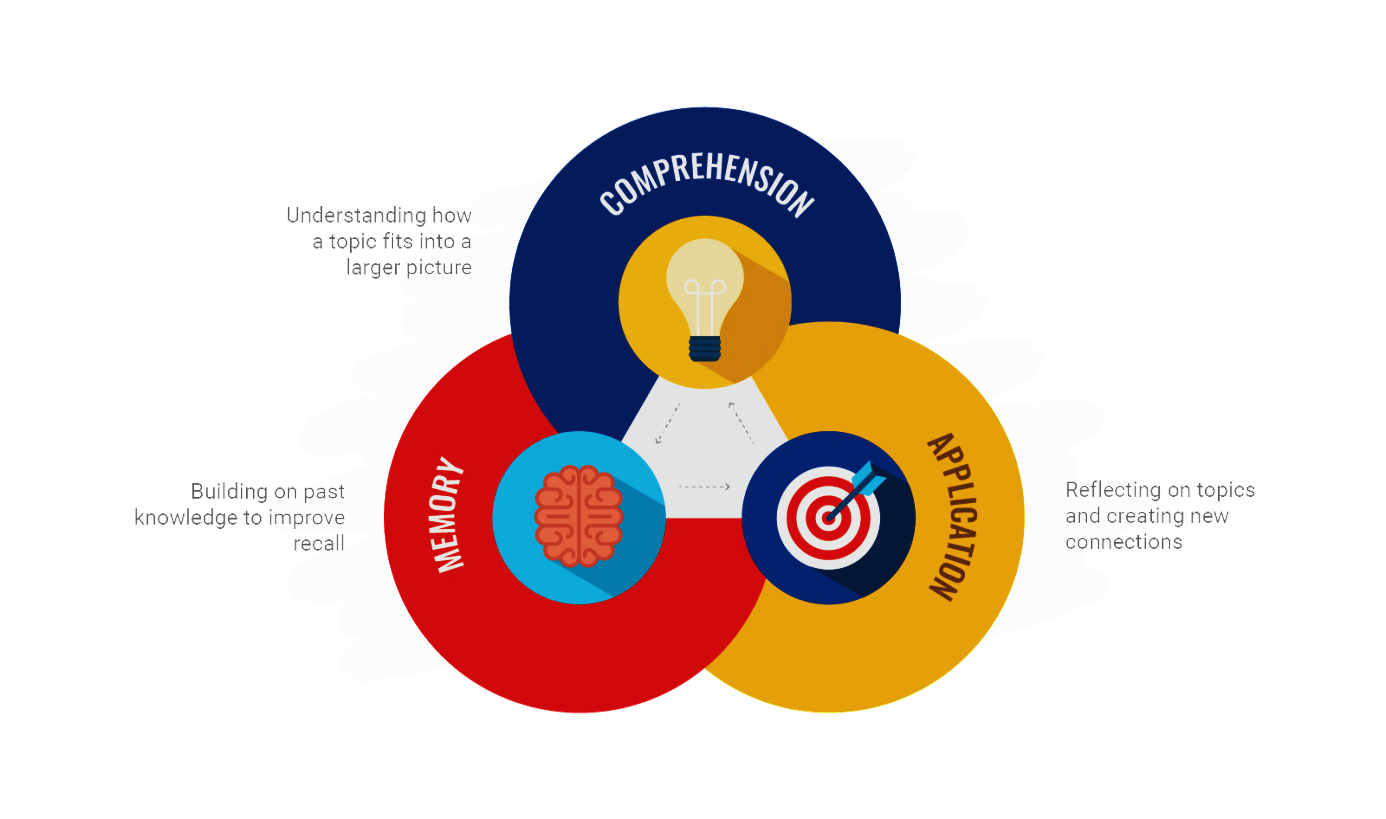 COMPREHENSION
Understanding how
a topic fits into a
larger picture
MEMORY
Building on past
knowledge to improve
recall
APPLICATION
Reflecting on topics
and creating new
connections